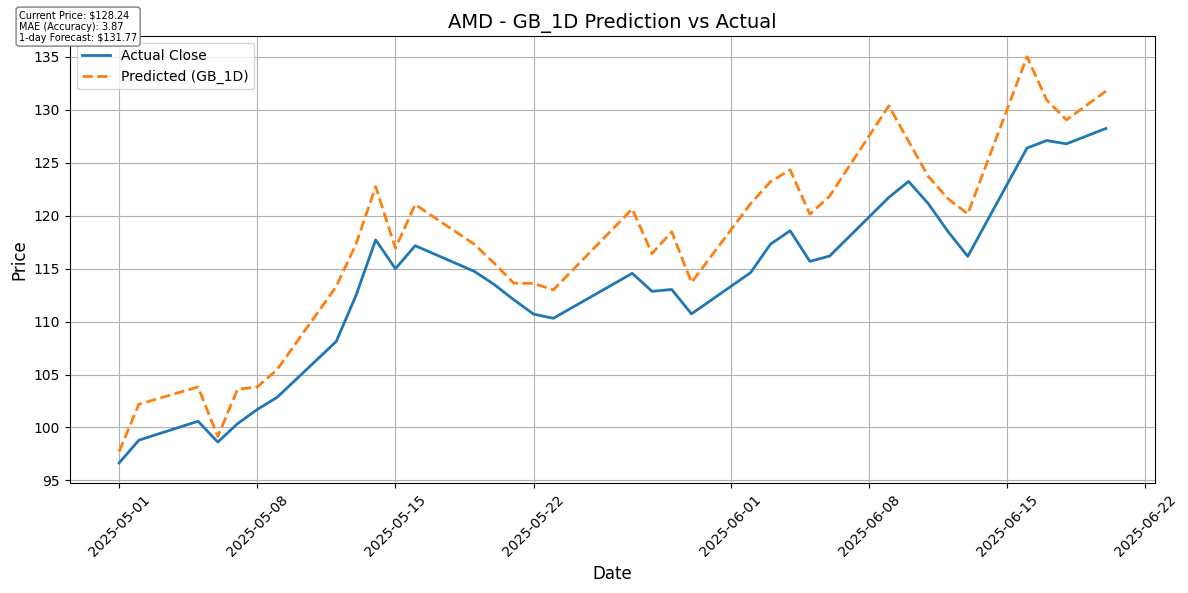 Current Price: $128.24
MAE (Accuracy): 3.87
1-day Forecast: $131.77
AMD - GB_1D Prediction vs Actual
Actual Close
Predicted (GB_1D)
Price
135
130
125
120
115
110
105
100
95
2025-05-01
2025-05-08
2025-05-15
2025-05-22
2025-06-01
2025-06-08
2025-06-15
2025-06-22
Date